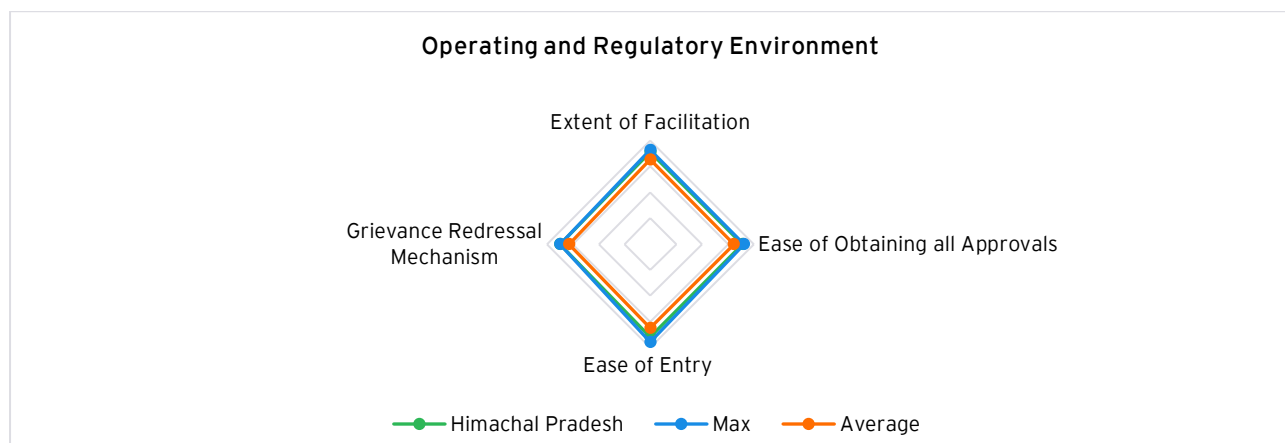 Operating and Regulatory Environment
Extent of Facilitation
Grievance Redressal
Mechanism
Ease of Obtaining all Approvals
Ease of Entry
Himachal Pradesh
Max
Average